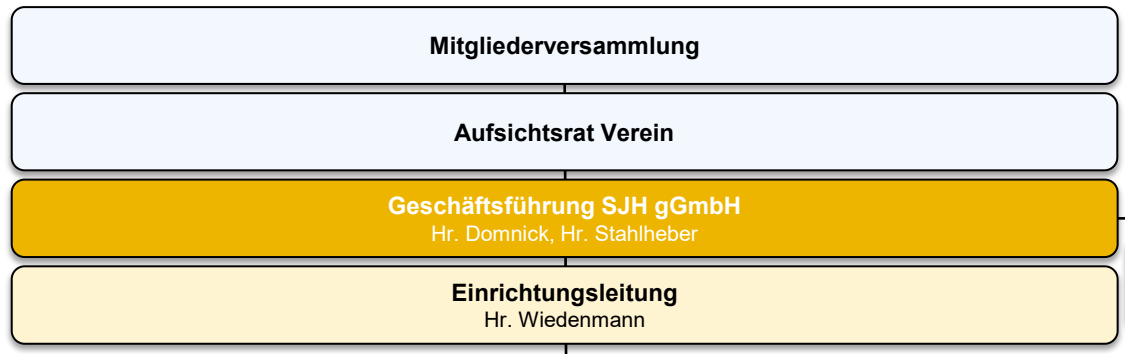 Mitgliederversammlung
Aufsichtsrat Verein
Geschäftsführung SJH gGmbH
Hr. Domnick, Hr. Stahlheber
Einrichtungsleitung
Hr. Wiedenmann